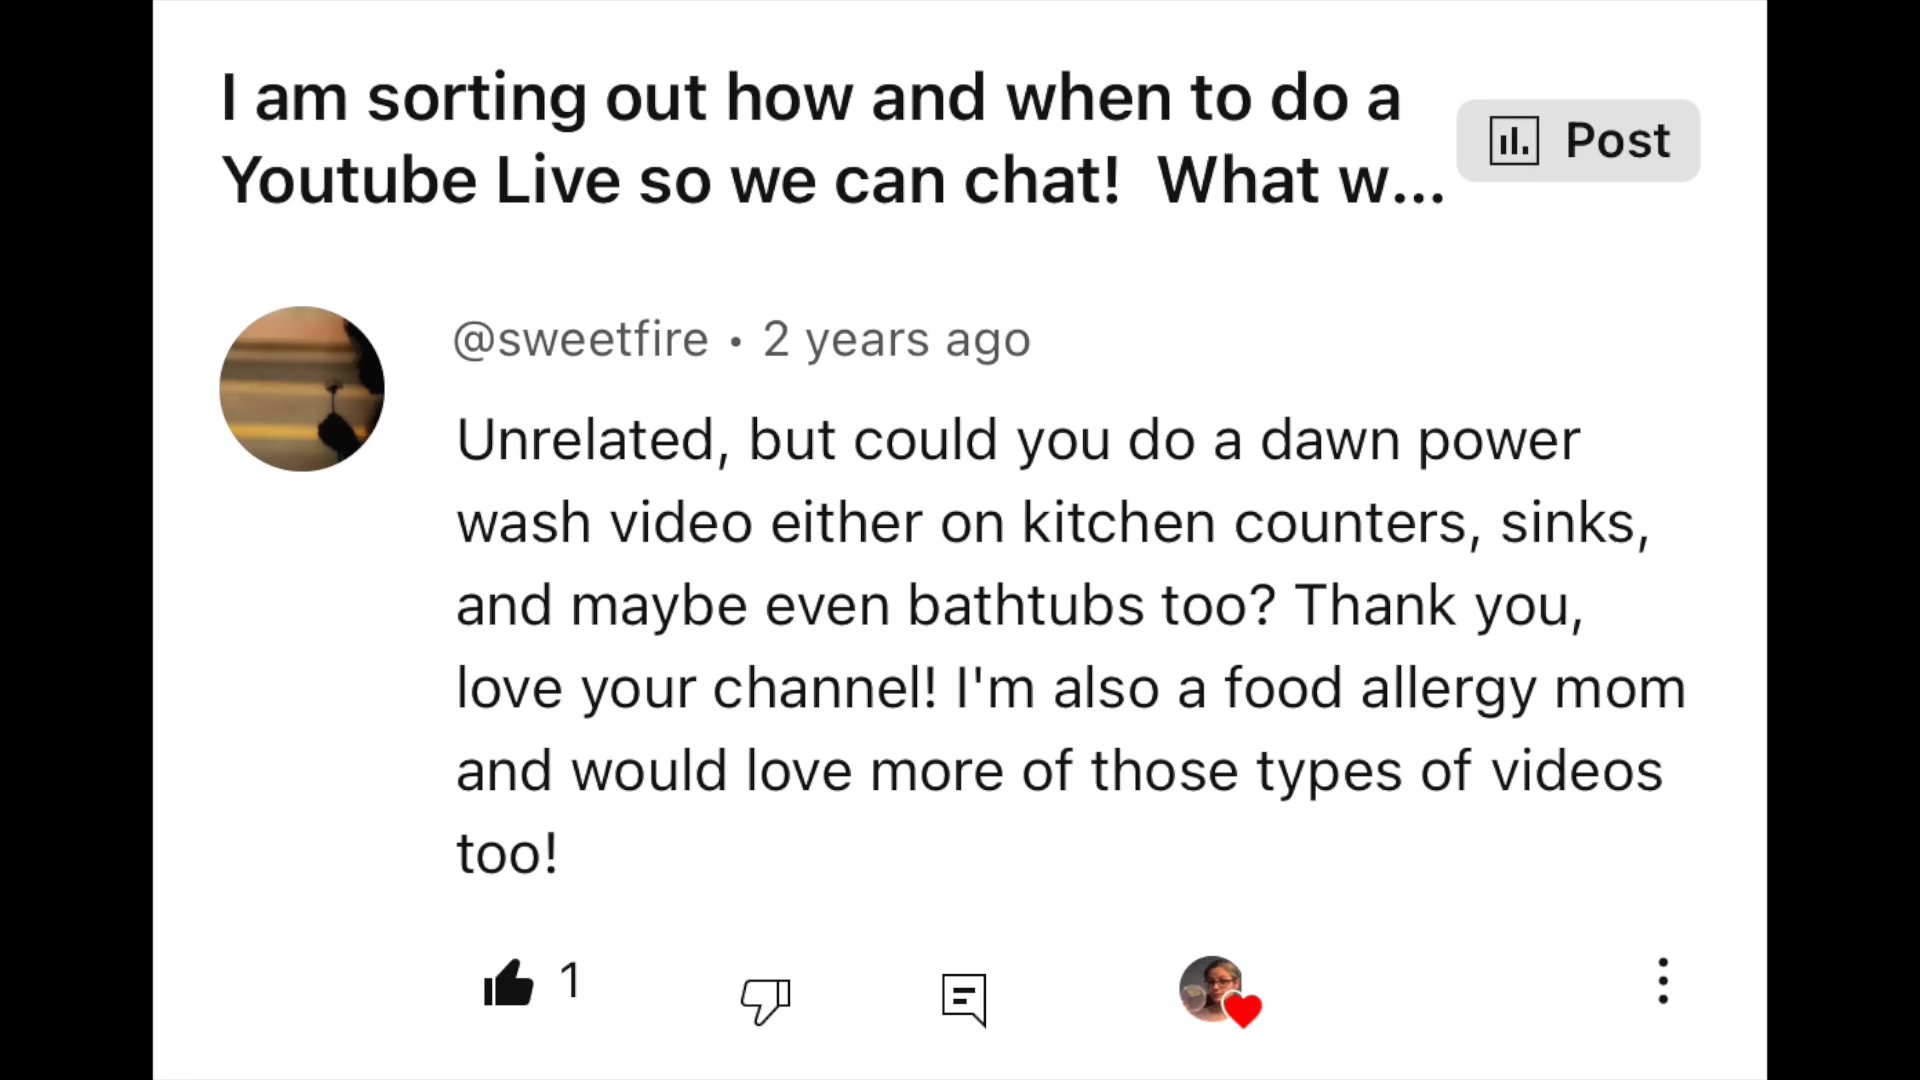 I am sorting out how and when to do a
Youtube Live so we can chat!  What w...
Post
@sweetfire • 2 years ago
Unrelated, but could you do a dawn power
wash video either on kitchen counters, sinks,
and maybe even bathtubs too? Thank you,
love your channel! I'm also a food allergy mom
and would love more of those types of videos
too!
1